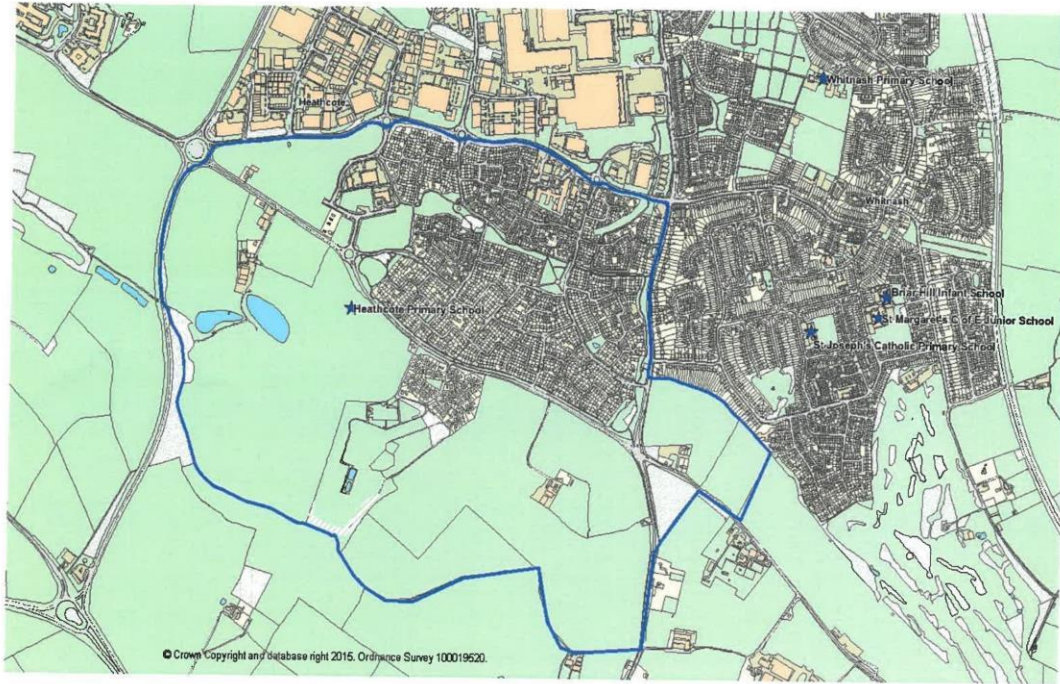 Whitnash Primary School
Heathcote
Whitnash
Briar Hill Infant School
Heathcote Primary School
St Margaret's C of E Junior School
St Joseph's Catholic Primary School
© Crown Copyright and database right 2015. Ordnance Survey 100019520.